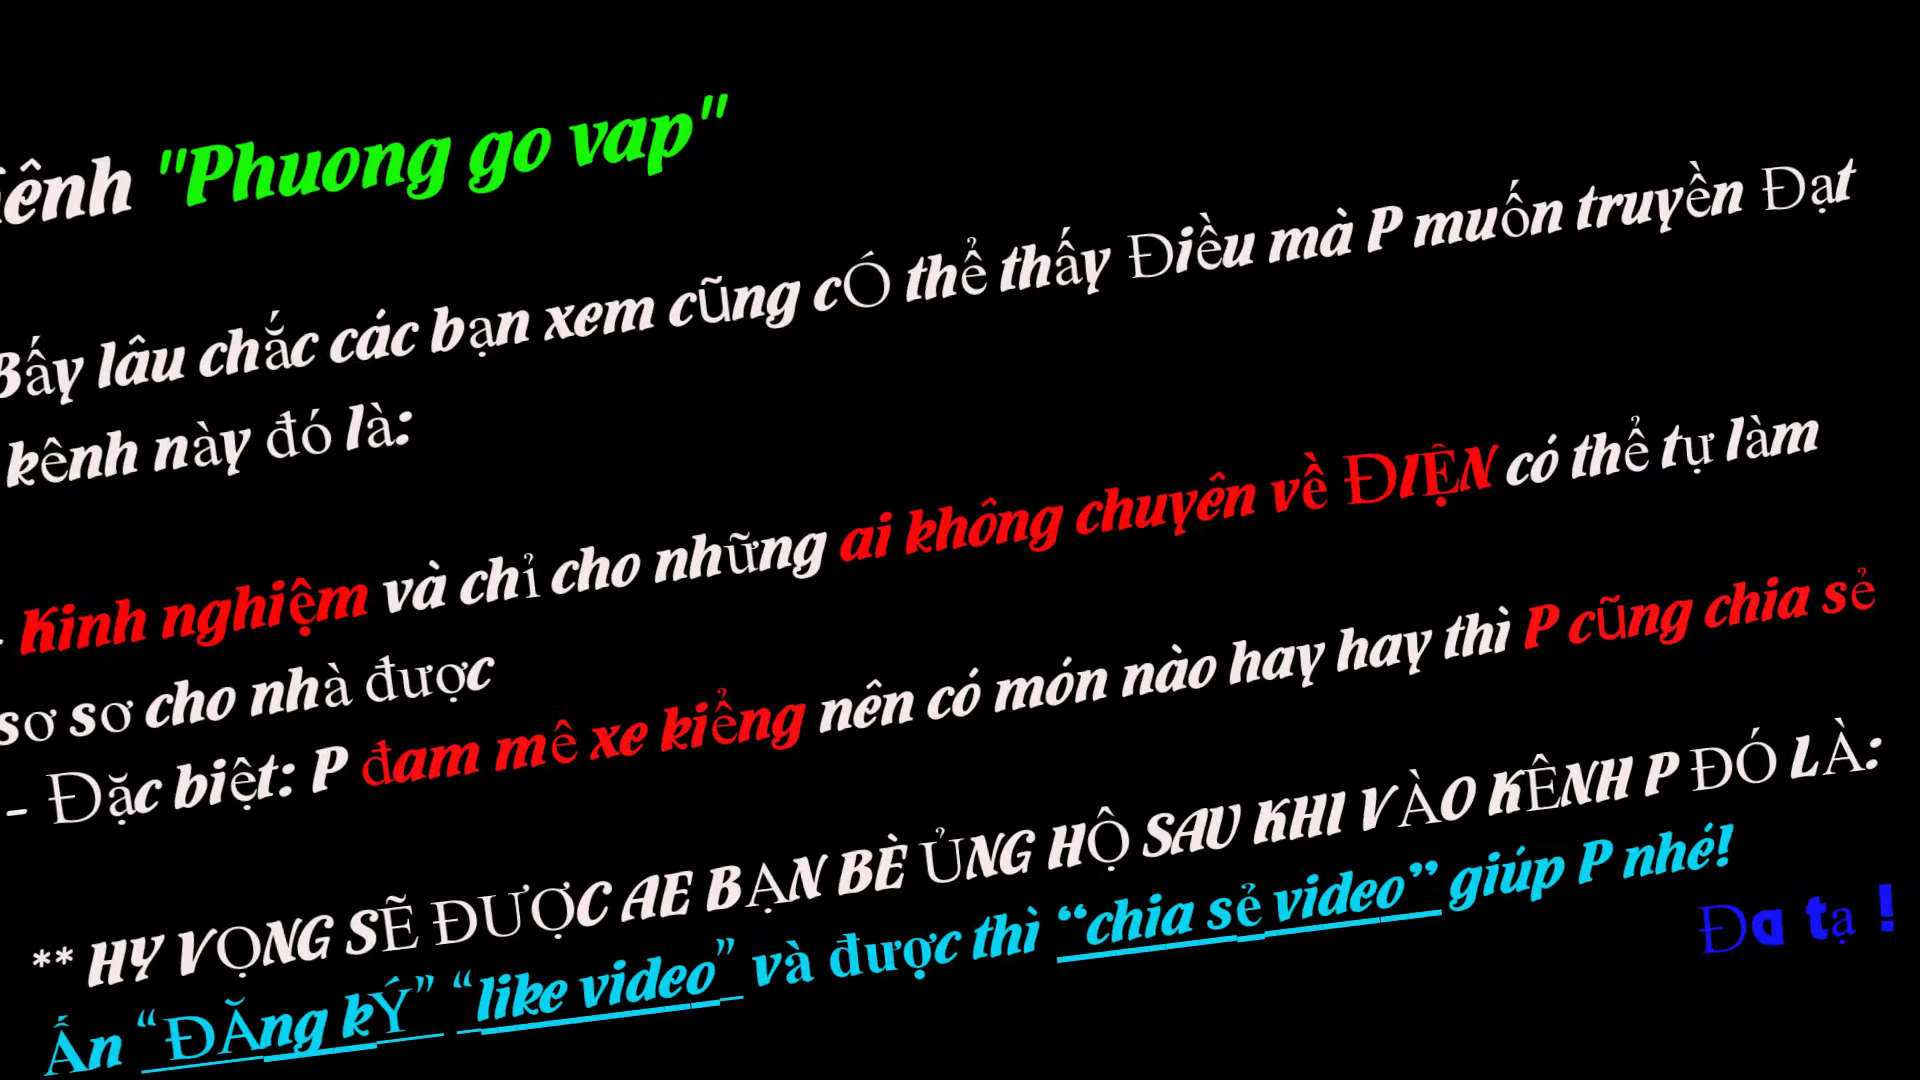 Kênh "Phuong go vap"
Bấy lâu chắc các bạn xem cũng cÓ thể thấy Điều mà P muốn truyền Đạt
kênh này đó là:
- Kinh nghiệm và chỉ cho những ai không chuyên về ĐIỆN có thể tự làm
sơ sơ cho nhà được
- Đặc biệt: P đam mê xe kiểng nên có món nào hay hay thì P cũng chia sẻ
** HY VỌNG SẼ ĐƯỢC AE BẠN BÈ ỦNG HỘ SAU KHI VÀO KÊNH P ĐÓ LÀ:
Ấn “ĐĂng kÝ” “like video” và được thì “chia sẻ video” giúp P nhé!
Đa tạ !